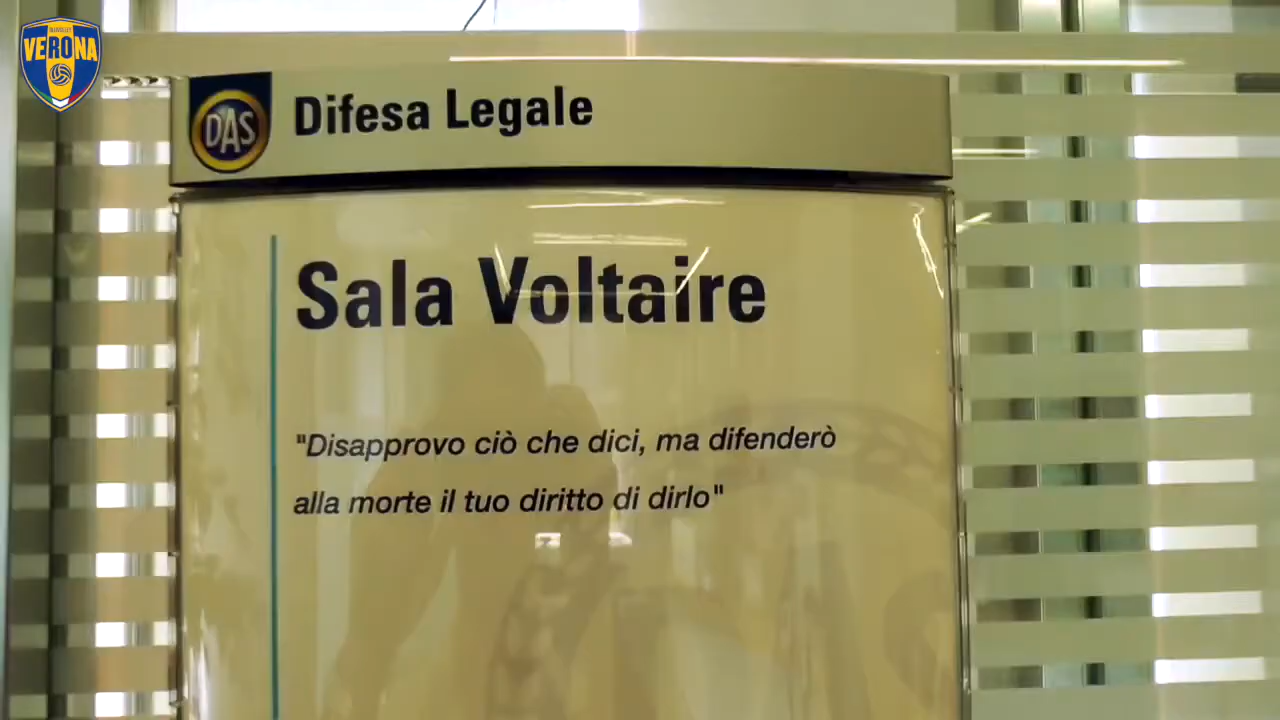 VERONA
DAS
Difesa Legale
Sala Voltaire
"Disapprovo ciò che dici, ma difenderò
alla morte il tuo diritto di dirlo"